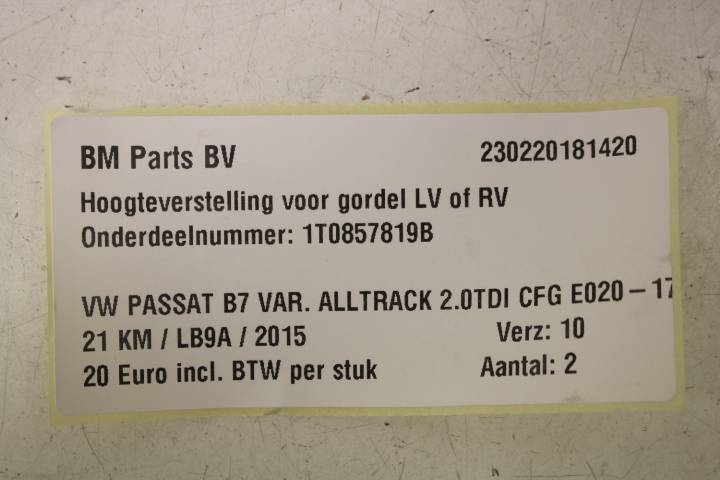 BM Parts BV 230220181420
Hoogteverstelling voor gordel LV of RV
Onderdeelnummer: 1T0857819B
VW PASSAT B7 VAR. ALLTRACK 2.0TDI CFG E020 – 17
21 KM / LB9A / 2015 Verz: 10
20 Euro incl. BTW per stuk Aantal: 2